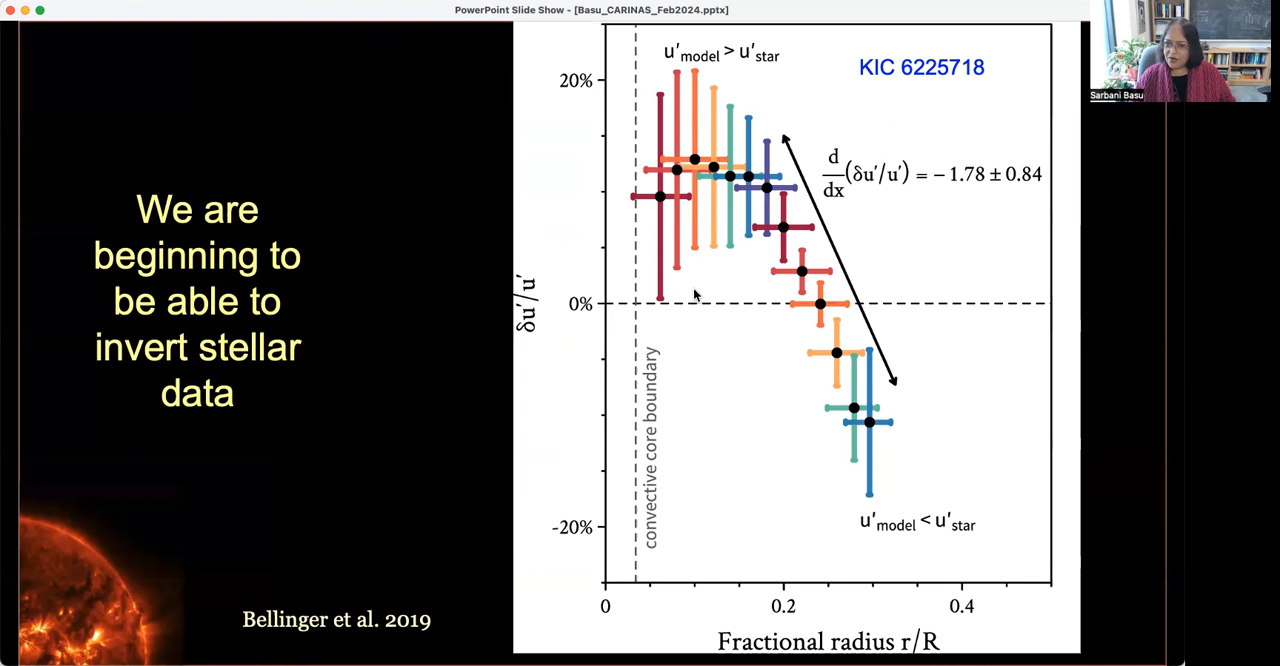 PowerPoint Slide Show - [Basu_CARINAS_Feb2024.pptx]
Sarbani Basu
We are
beginning to
be able to
invert stellar
data
Bellinger et al. 2019
u′model > u′star
KIC 6225718
d/dx (δu′/u′) = − 1.78 ± 0.84
20%
0%
-20%
δu′/u′
convective core boundary
u′model < u′star
0 0.2 0.4
Fractional radius r/R